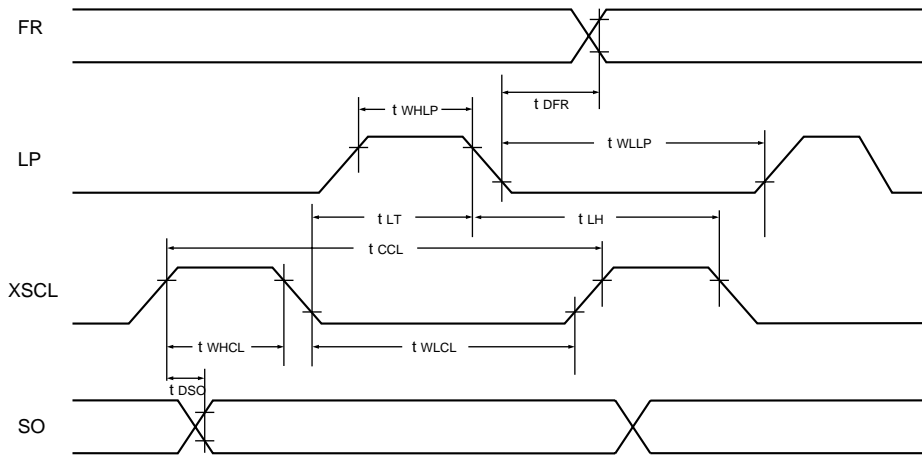 FR
t DFR
t WHLP
LP
t WLLP
t LT
t LH
t CCL
XSCL
t WHCL
t WLCL
t DSO
SO